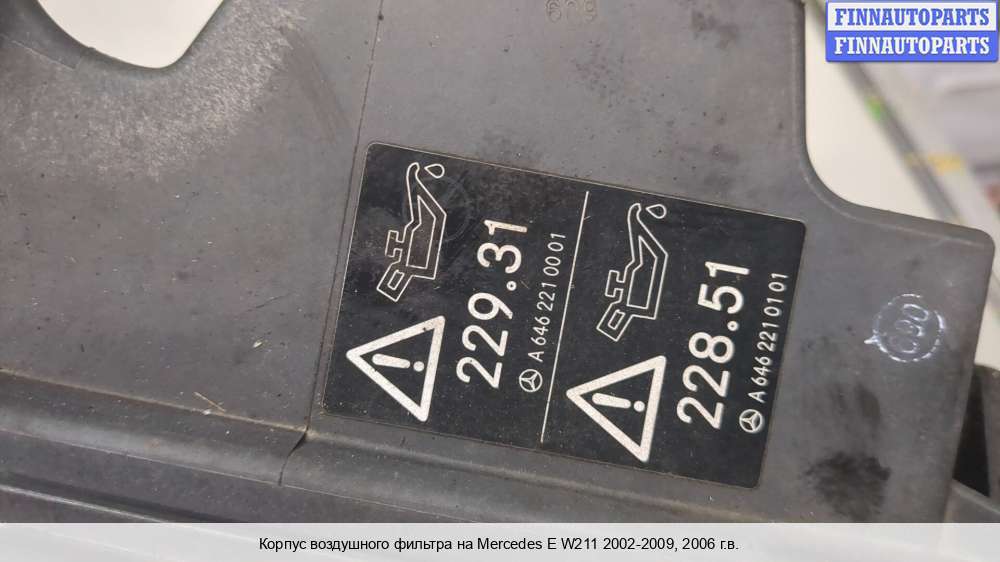 FINNAUTOPARTS
FINNAUTOPARTS
629
229.31
A 646 221 00 01
228.51
A 646 221 01 01
Корпус воздушного фильтра на Mercedes E W211 2002-2009, 2006 г.в.